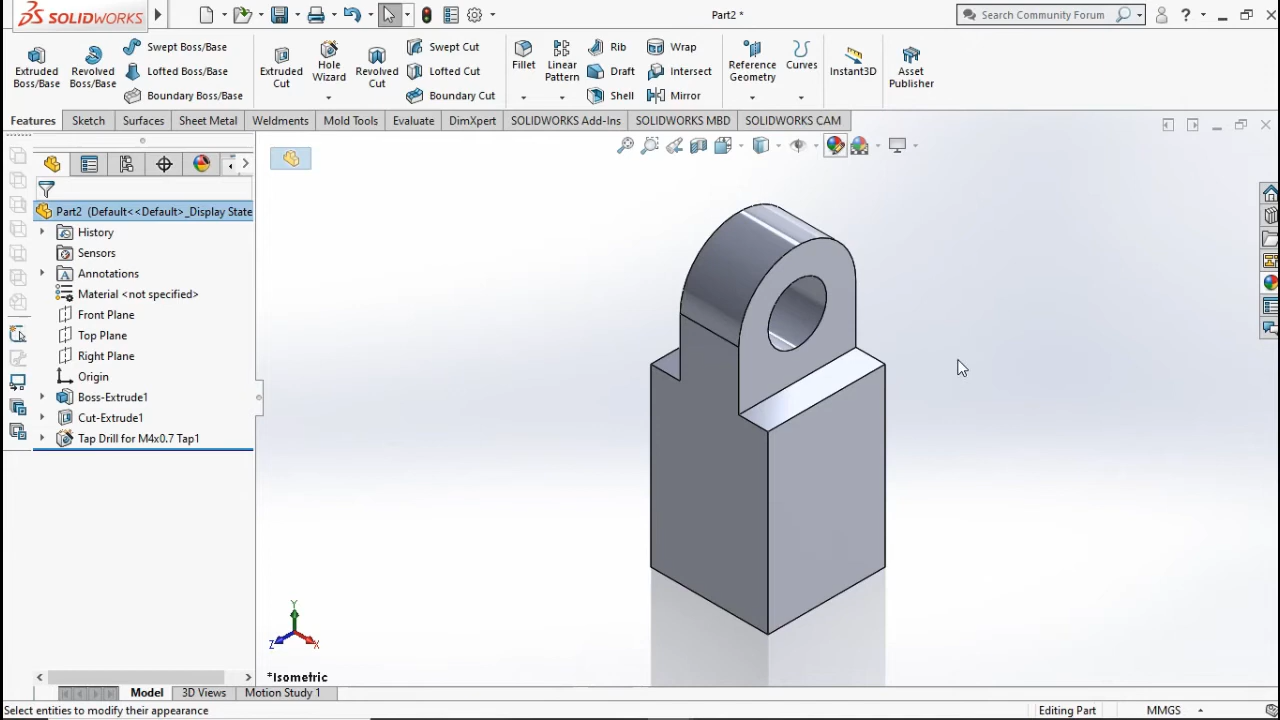 SOLIDWORKS
Part2 *
Search Community Forum
?
Extruded Boss/Base
Revolved Boss/Base
Swept Boss/Base
Lofted Boss/Base
Boundary Boss/Base
Extruded Cut
Hole Wizard
Revolved Cut
Swept Cut
Lofted Cut
Boundary Cut
Fillet
Linear Pattern
Rib
Draft
Shell
Wrap
Intersect
Mirror
Reference Geometry
Curves
Instant3D
Asset Publisher
Features
Sketch
Surfaces
Sheet Metal
Weldments
Mold Tools
Evaluate
DimXpert
SOLIDWORKS Add-Ins
SOLIDWORKS MBD
SOLIDWORKS CAM
Part2 (Default<<Default>_Display State
History
Sensors
Annotations
Material <not specified>
Front Plane
Top Plane
Right Plane
Origin
Boss-Extrude1
Cut-Extrude1
Tap Drill for M4x0.7 Tap1
Y
Z
X
*Isometric
Model
3D Views
Motion Study 1
Select entities to modify their appearance
Editing Part
MMGS